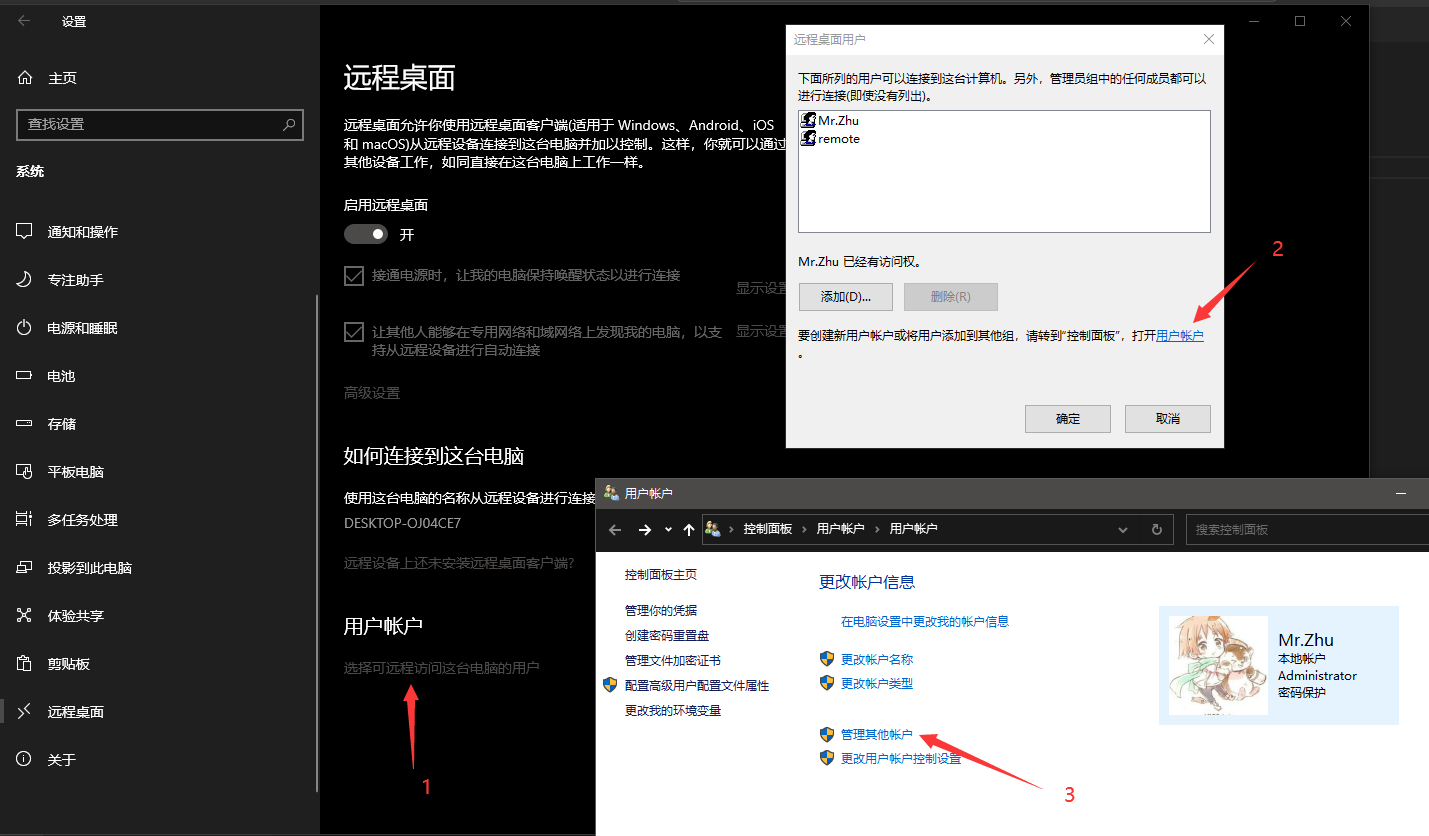 设置
主页
查找设置
系统
通知和操作
专注助手
电源和睡眠
电池
存储
平板电脑
多任务处理
投影到此电脑
体验共享
剪贴板
远程桌面
关于
远程桌面
远程桌面允许你使用远程桌面客户端(适用于 Windows、Android、iOS
和 macOS)从远程设备连接到这台电脑并加以控制。这样，你就可以通过
其他设备工作，如同直接在这台电脑上工作一样。
启用远程桌面
开
接通电源时，让我的电脑保持唤醒状态以进行连接
显示设置
让其他人能够在专用网络和域网络上发现我的电脑，以支
持从远程设备进行自动连接
显示设置
高级设置
如何连接到这台电脑
使用这台电脑的名称从远程设备进行连接
DESKTOP-OJ04CE7
远程设备上还未安装远程桌面客户端?
用户帐户
选择可远程访问这台电脑的用户
1
远程桌面用户
下面所列的用户可以连接到这台计算机。另外，管理员组中的任何成员都可以
进行连接(即使没有列出)。
Mr.Zhu
remote
Mr.Zhu 已经有访问权。
添加(D)...
删除(R)
要创建新用户帐户或将用户添加到其他组，请转到“控制面板”，打开用户帐户
。
确定
取消
2
用户帐户
控制面板 › 用户帐户 › 用户帐户
搜索控制面板
控制面板主页
管理你的凭据
创建密码重置盘
管理文件加密证书
配置高级用户配置文件属性
更改我的环境变量
更改帐户信息
在电脑设置中更改我的帐户信息
更改帐户名称
更改帐户类型
管理其他帐户
更改用户帐户控制设置
Mr.Zhu
本地帐户
Administrator
密码保护
3